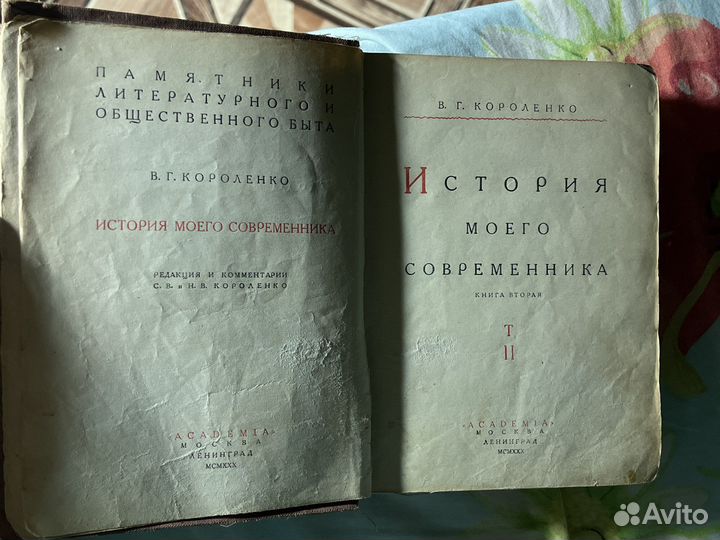 ПАМЯТНИКИ
ЛИТЕРАТУРНОГО И
ОБЩЕСТВЕННОГО БЫТА
В. Г. КОРОЛЕНКО
ИСТОРИЯ МОЕГО СОВРЕМЕННИКА
РЕДАКЦИЯ И КОММЕНТАРИИ
С. В. и Н. В. КОРОЛЕНКО
«ACADEMIA»
МОСКВА
ЛЕНИНГРАД
MCMXXX
В. Г. КОРОЛЕНКО
ИСТОРИЯ
МОЕГО
СОВРЕМЕННИКА
КНИГА ВТОРАЯ
Т
II
«ACADEMIA»
МОСКВА
ЛЕНИНГРАД
MCMXXX
Avito